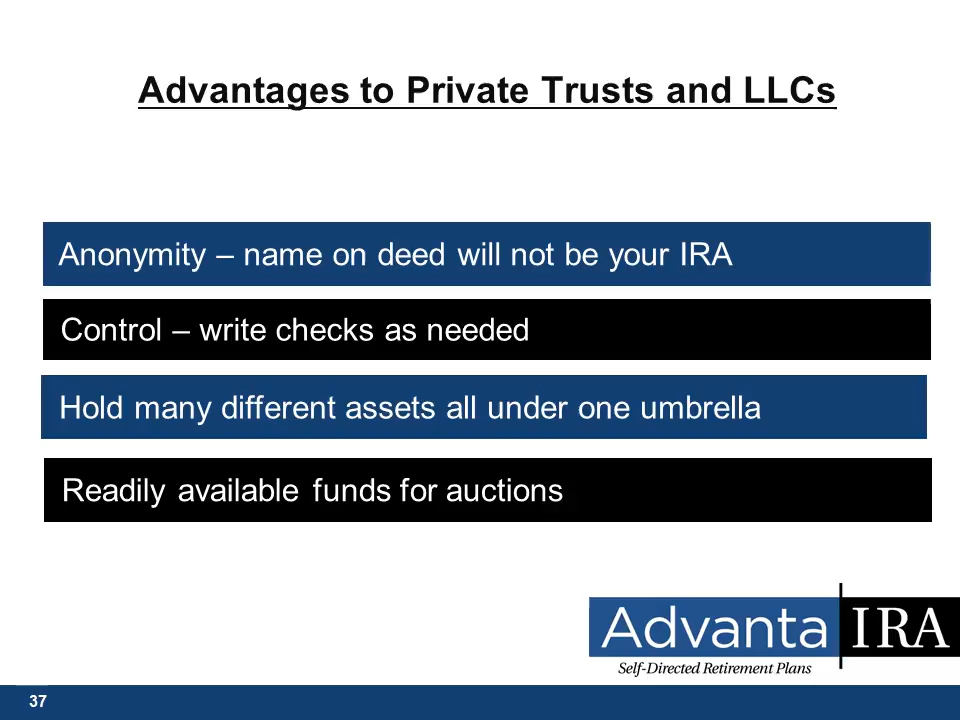 Advantages to Private Trusts and LLCs
Anonymity – name on deed will not be your IRA
Control – write checks as needed
Hold many different assets all under one umbrella
Readily available funds for auctions
Advanta IRA
Self-Directed Retirement Plans
37